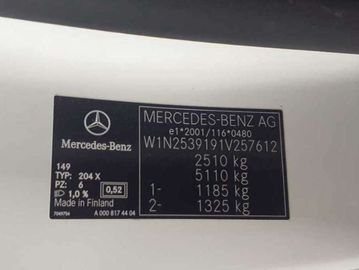 Mercedes-Benz
149
TYP: 204 X
PZ: 6
1,0 % 0,52
Made in Finland
7049704 A 000 817 44 04
MERCEDES-BENZ AG
e1*2001/116*0480
W1N2539191V257612
2510 kg
5110 kg
1- 1185 kg
2- 1325 kg